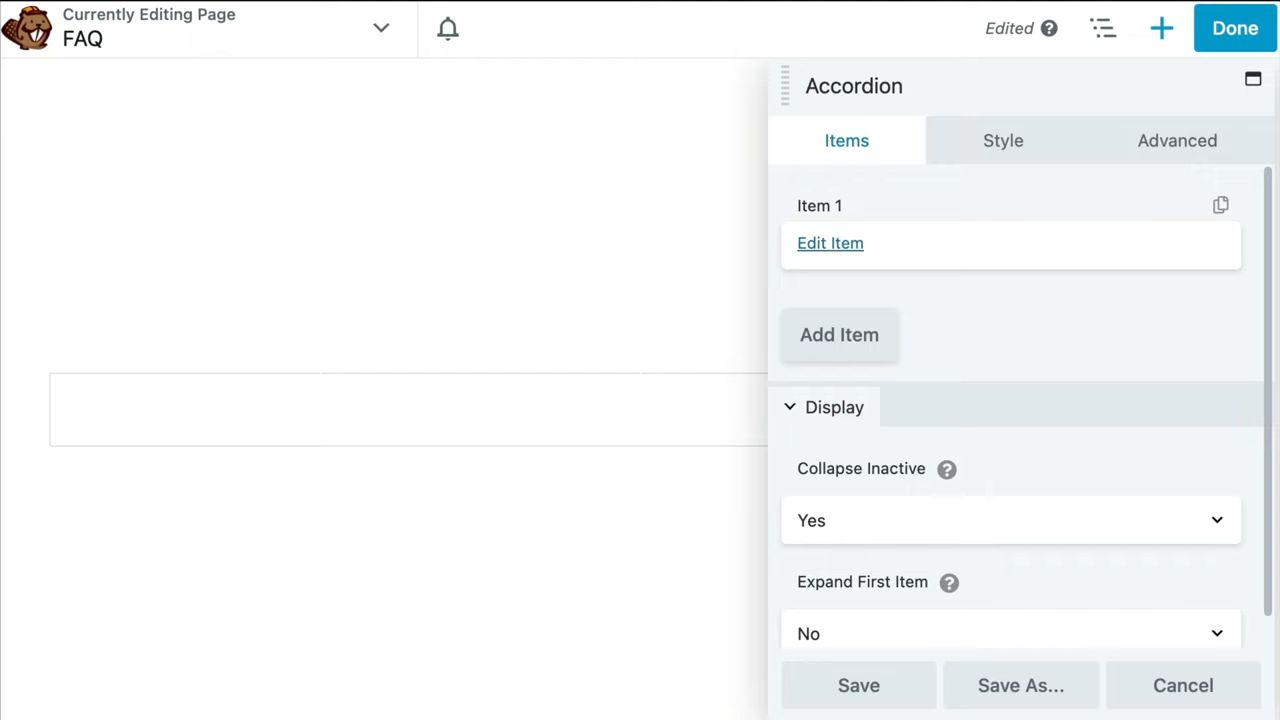 Currently Editing Page
FAQ
Edited
Done
Accordion
Items
Style
Advanced
Item 1
Edit Item
Add Item
Display
Collapse Inactive
Yes
Expand First Item
No
Save
Save As...
Cancel